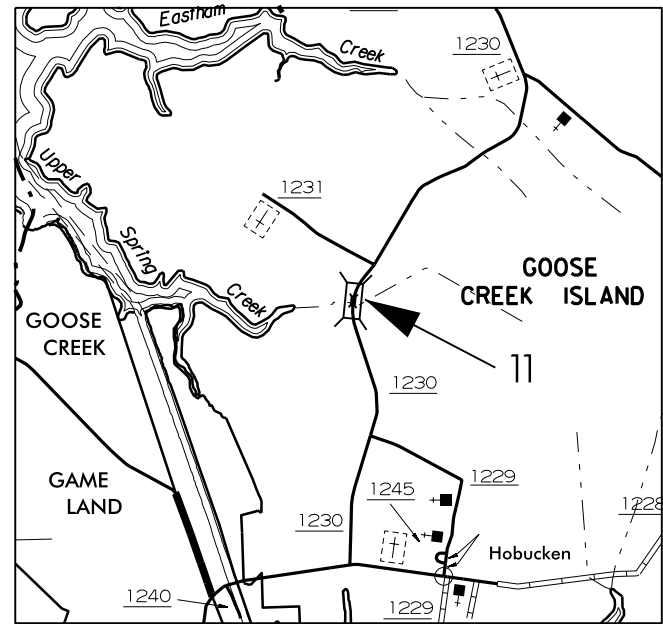 Eastham
Creek
1230
Upper
Spring
Creek
1231
GOOSE
CREEK ISLAND
GOOSE
CREEK
11
1230
GAME
LAND
1245
1229
1230
1228
Hobucken
1240
1229